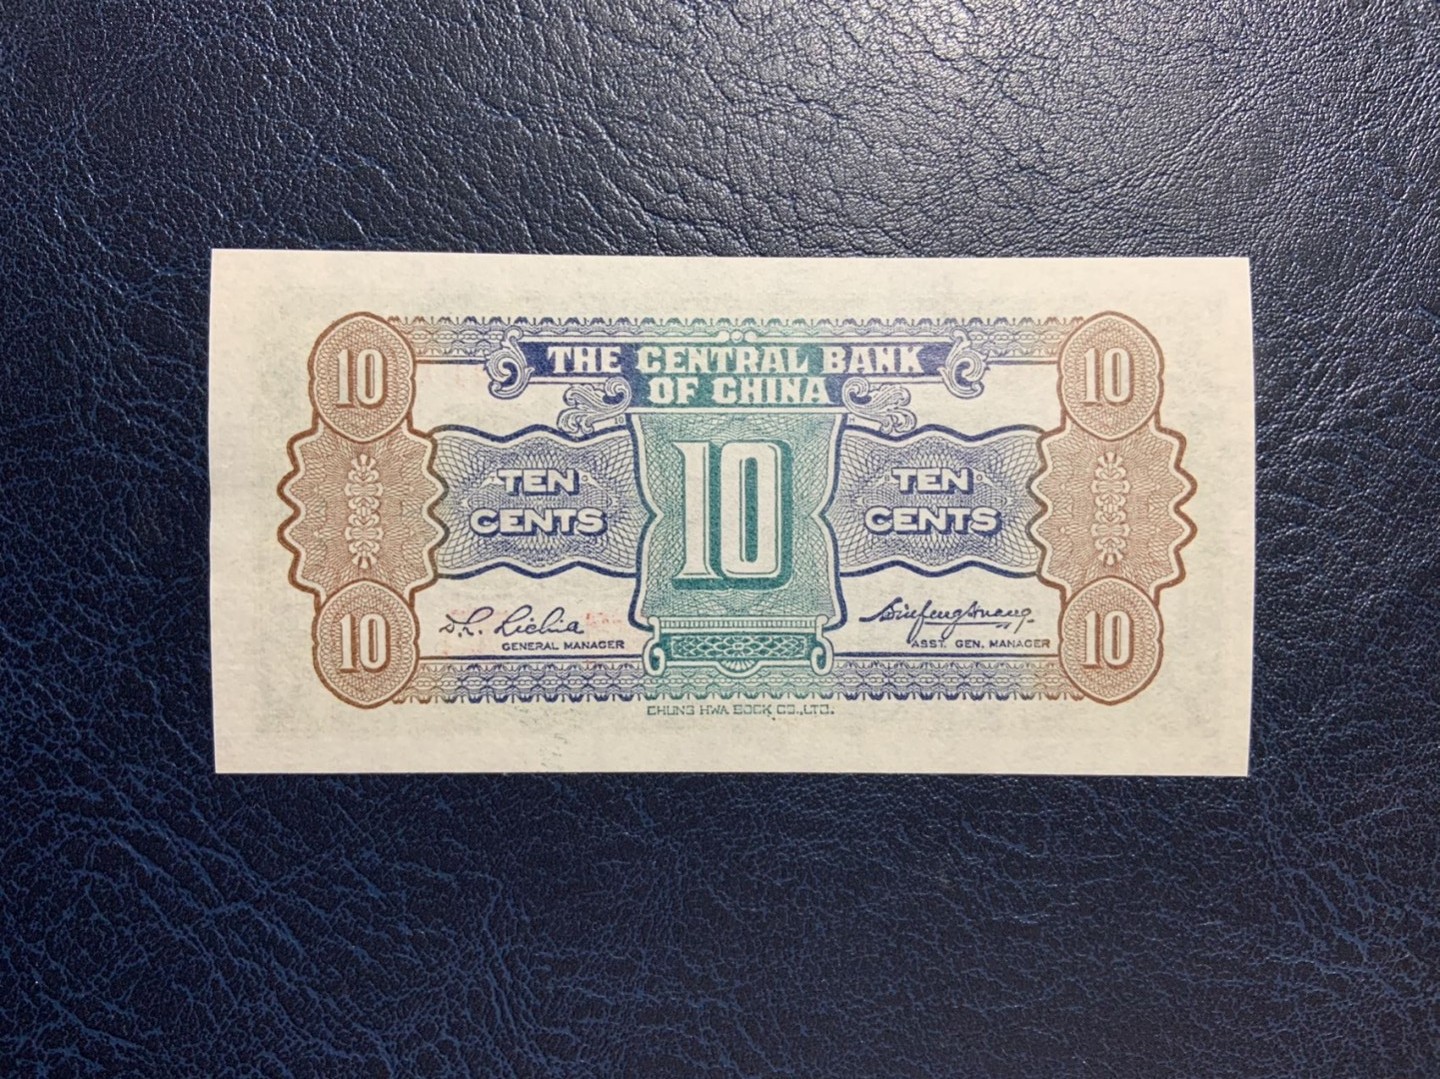 THE CENTRAL BANK
OF CHINA
10
10
10
TEN
CENTS
TEN
CENTS
10
10
GENERAL MANAGER
ASST. GEN. MANAGER
CHUNG HWA BOOK CO., LTD.